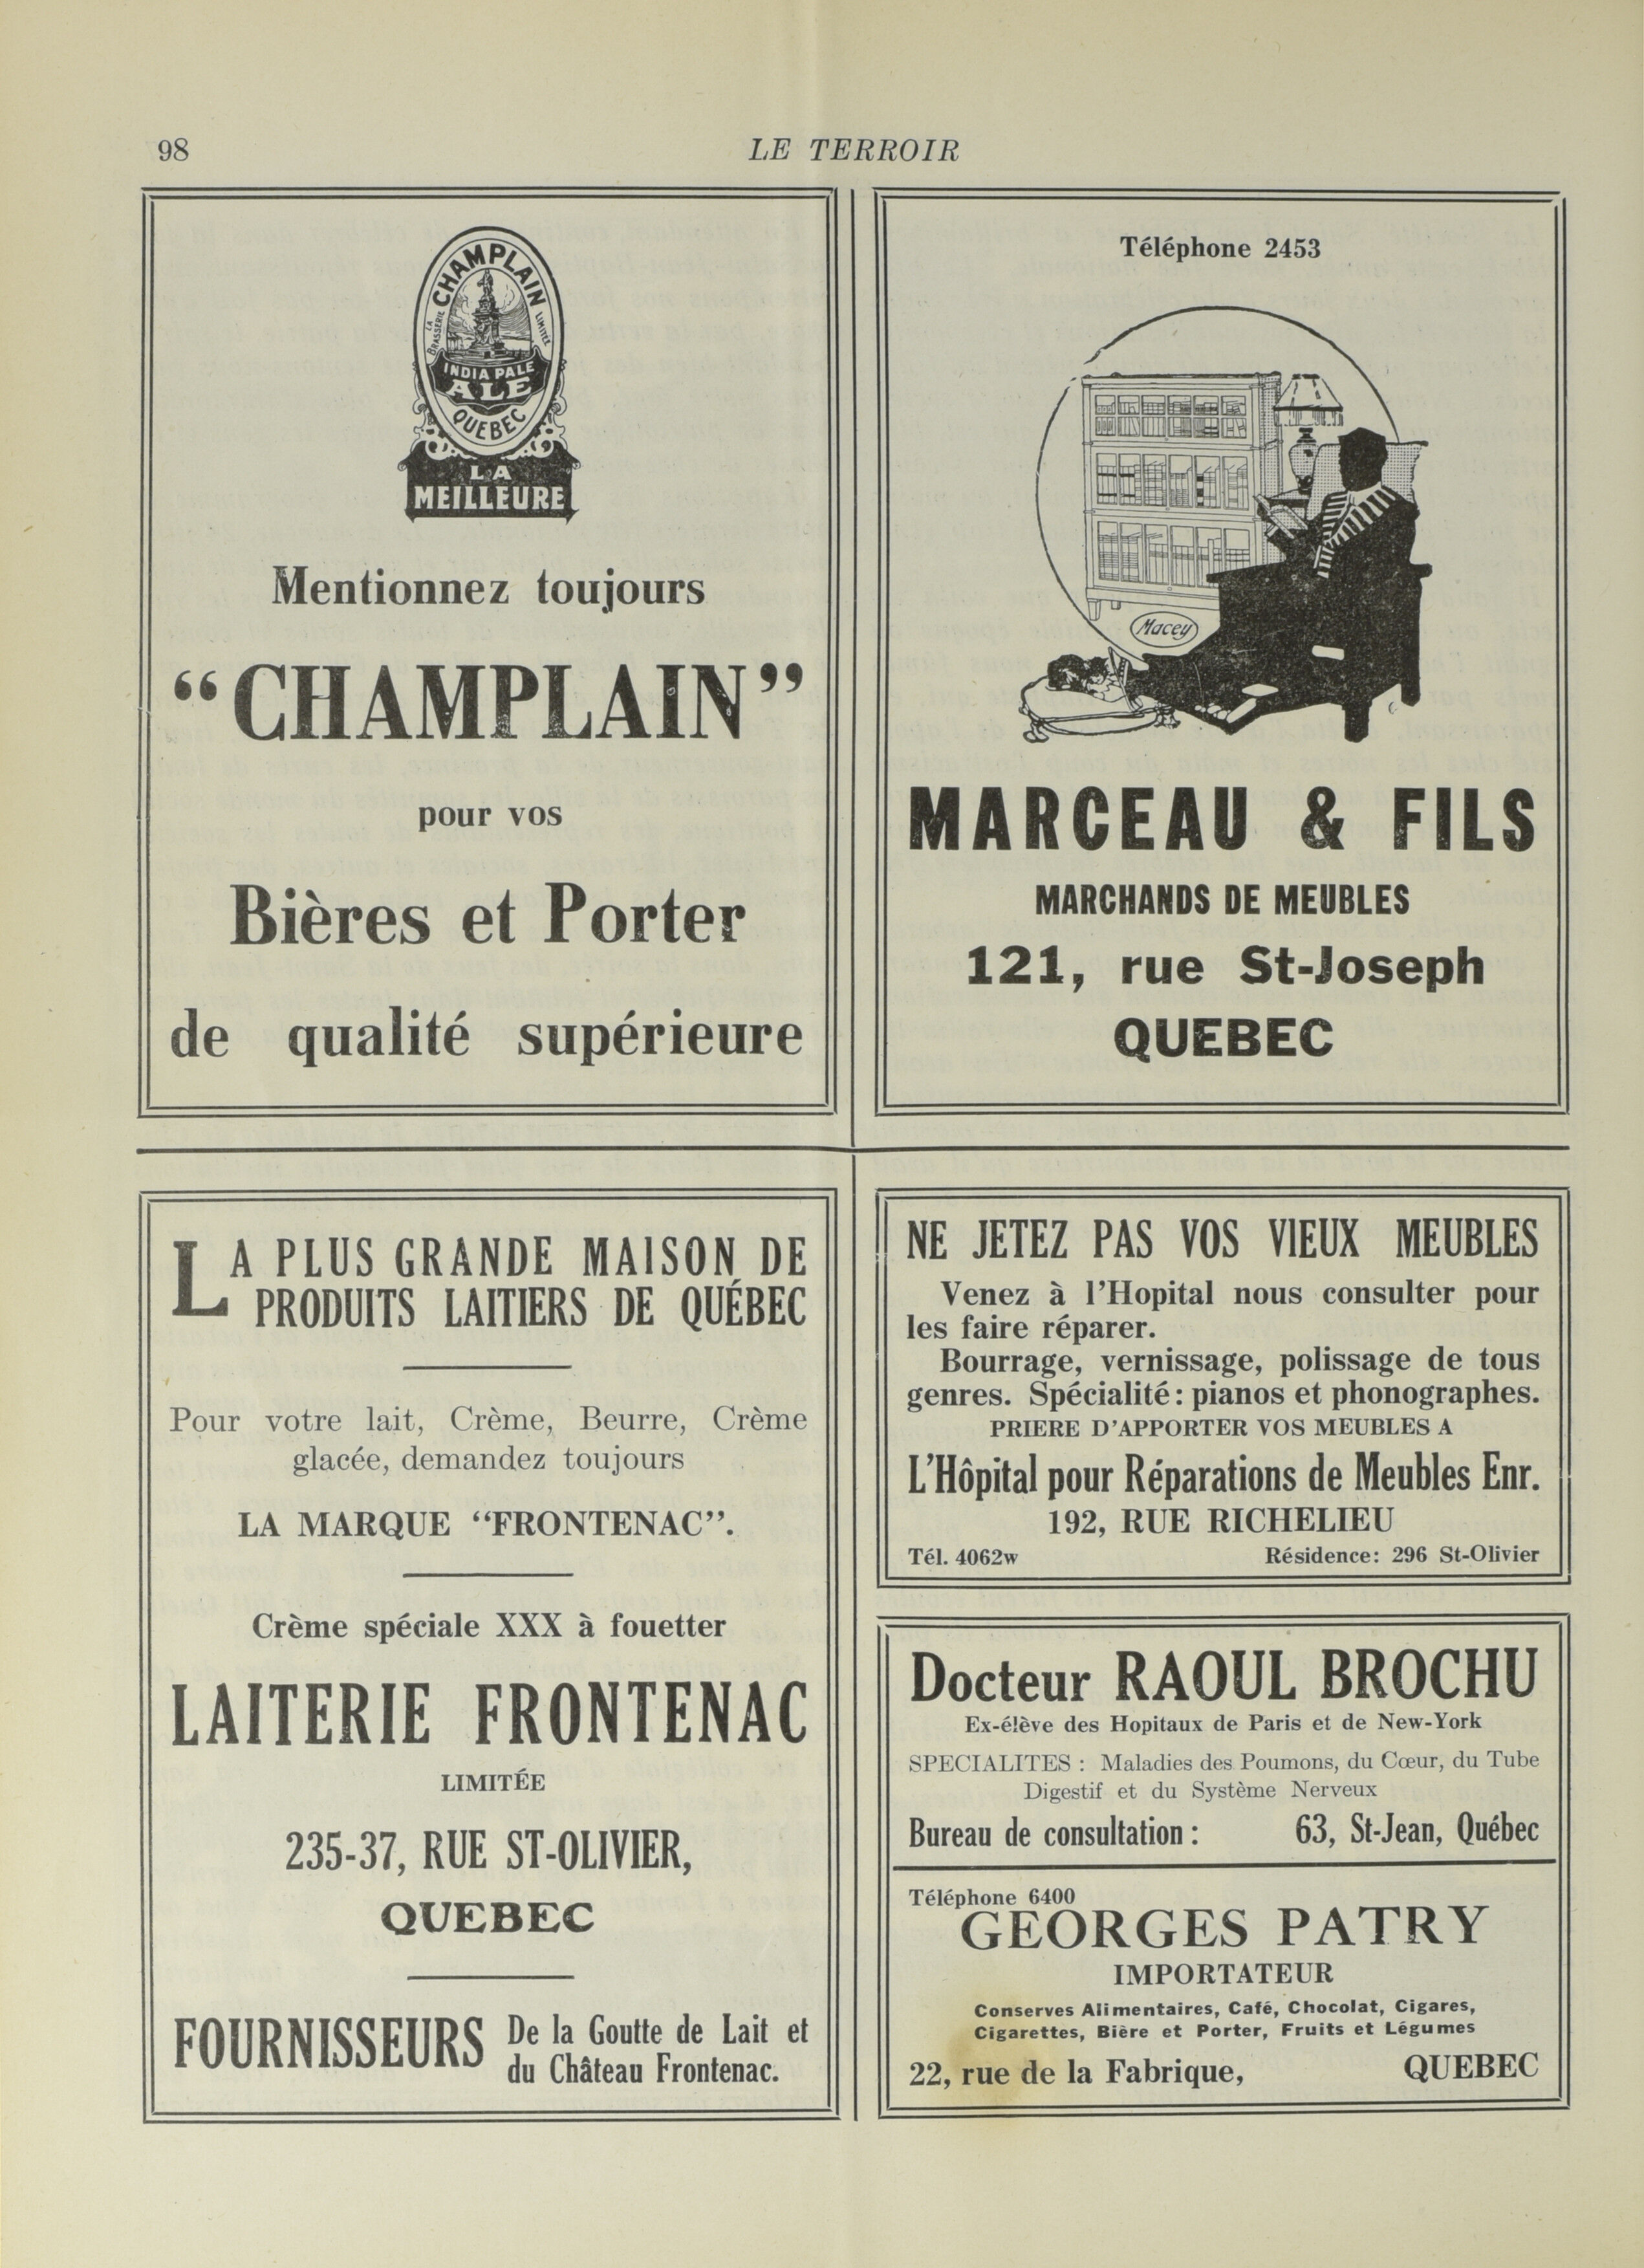 98
LE TERROIR
LA BRASSERIE CHAMPLAIN LIMITÉE
INDIA PALE
ALE
QUEBEC
LA
MEILLEURE
Mentionnez toujours
“CHAMPLAIN”
pour vos
Bières et Porter
de qualité supérieure
Téléphone 2453
Macey
MARCEAU & FILS
MARCHANDS DE MEUBLES
121, rue St-Joseph
QUEBEC
LA PLUS GRANDE MAISON DE
PRODUITS LAITIERS DE QUÉBEC
Pour votre lait, Crème, Beurre, Crème
glacée, demandez toujours
LA MARQUE “FRONTENAC”.
Crème spéciale XXX à fouetter
LAITERIE FRONTENAC
LIMITÉE
235-37, RUE ST-OLIVIER,
QUEBEC
FOURNISSEURS De la Goutte de Lait et
du Château Frontenac.
NE JETEZ PAS VOS VIEUX MEUBLES
Venez à l’Hopital nous consulter pour
les faire réparer.
Bourrage, vernissage, polissage de tous
genres. Spécialité: pianos et phonographes.
PRIERE D’APPORTER VOS MEUBLES A
L’Hôpital pour Réparations de Meubles Enr.
192, RUE RICHELIEU
Tél. 4062w Résidence: 296 St-Olivier
Docteur RAOUL BROCHU
Ex-élève des Hopitaux de Paris et de New-York
SPECIALITES : Maladies des Poumons, du Cœur, du Tube
Digestif et du Système Nerveux
Bureau de consultation : 63, St-Jean, Québec
Téléphone 6400
GEORGES PATRY
IMPORTATEUR
Conserves Alimentaires, Café, Chocolat, Cigares,
Cigarettes, Bière et Porter, Fruits et Légumes
22, rue de la Fabrique, QUEBEC